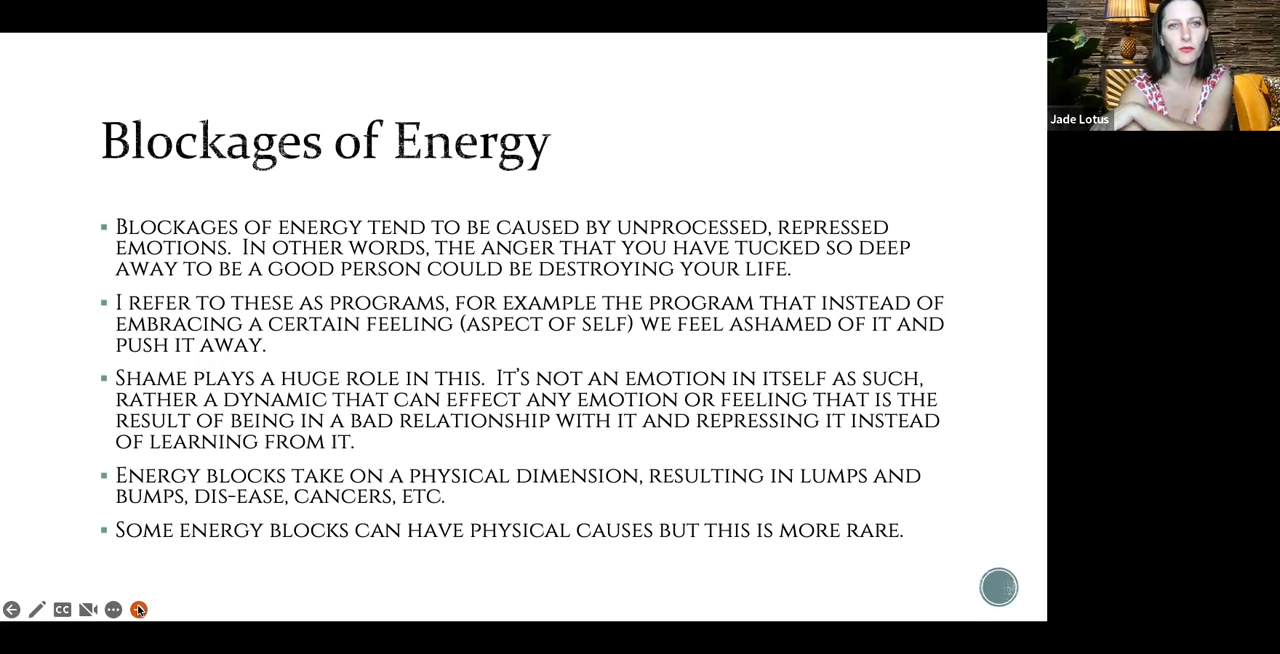 Blockages of Energy
Blockages of energy tend to be caused by unprocessed, repressed
emotions.  In other words, the anger that you have tucked so deep
away to be a good person could be destroying your life.
I refer to these as programs, for example the program that instead of
embracing a certain feeling (aspect of self) we feel ashamed of it and
push it away.
Shame plays a huge role in this.  It's not an emotion in itself as such,
rather a dynamic that can effect any emotion or feeling that is the
result of being in a bad relationship with it and repressing it instead
of learning from it.
Energy blocks take on a physical dimension, resulting in lumps and
bumps, dis-ease, cancers, etc.
Some energy blocks can have physical causes but this is more rare.
Jade Lotus
CC